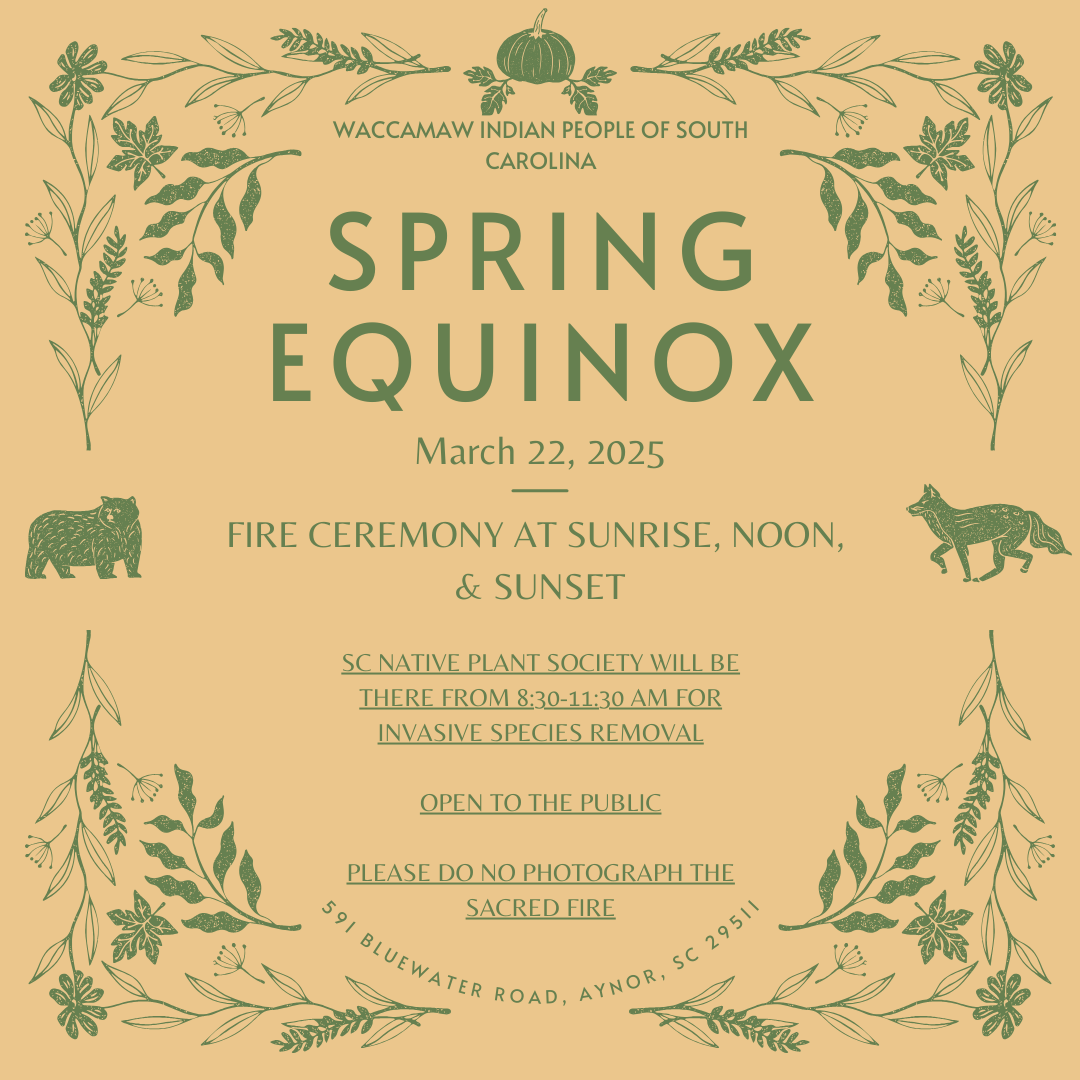 WACCAMAW INDIAN PEOPLE OF SOUTH
CAROLINA
SPRING
EQUINOX
March 22, 2025
FIRE CEREMONY AT SUNRISE, NOON,
& SUNSET
SC NATIVE PLANT SOCIETY WILL BE
THERE FROM 8:30-11:30 AM FOR
INVASIVE SPECIES REMOVAL
OPEN TO THE PUBLIC
PLEASE DO NO PHOTOGRAPH THE
SACRED FIRE
591 BLUEWATER ROAD, AYNOR, SC 29511